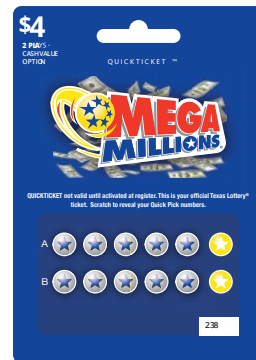 $4
2 PLAYS -
CASH VALUE
OPTION
QUICKTICKET ™
MEGA
MILLIONS
QUICKTICKET not valid until activated at register. This is your official Texas Lottery®
ticket. Scratch to reveal your Quick Pick numbers.
A
B
238